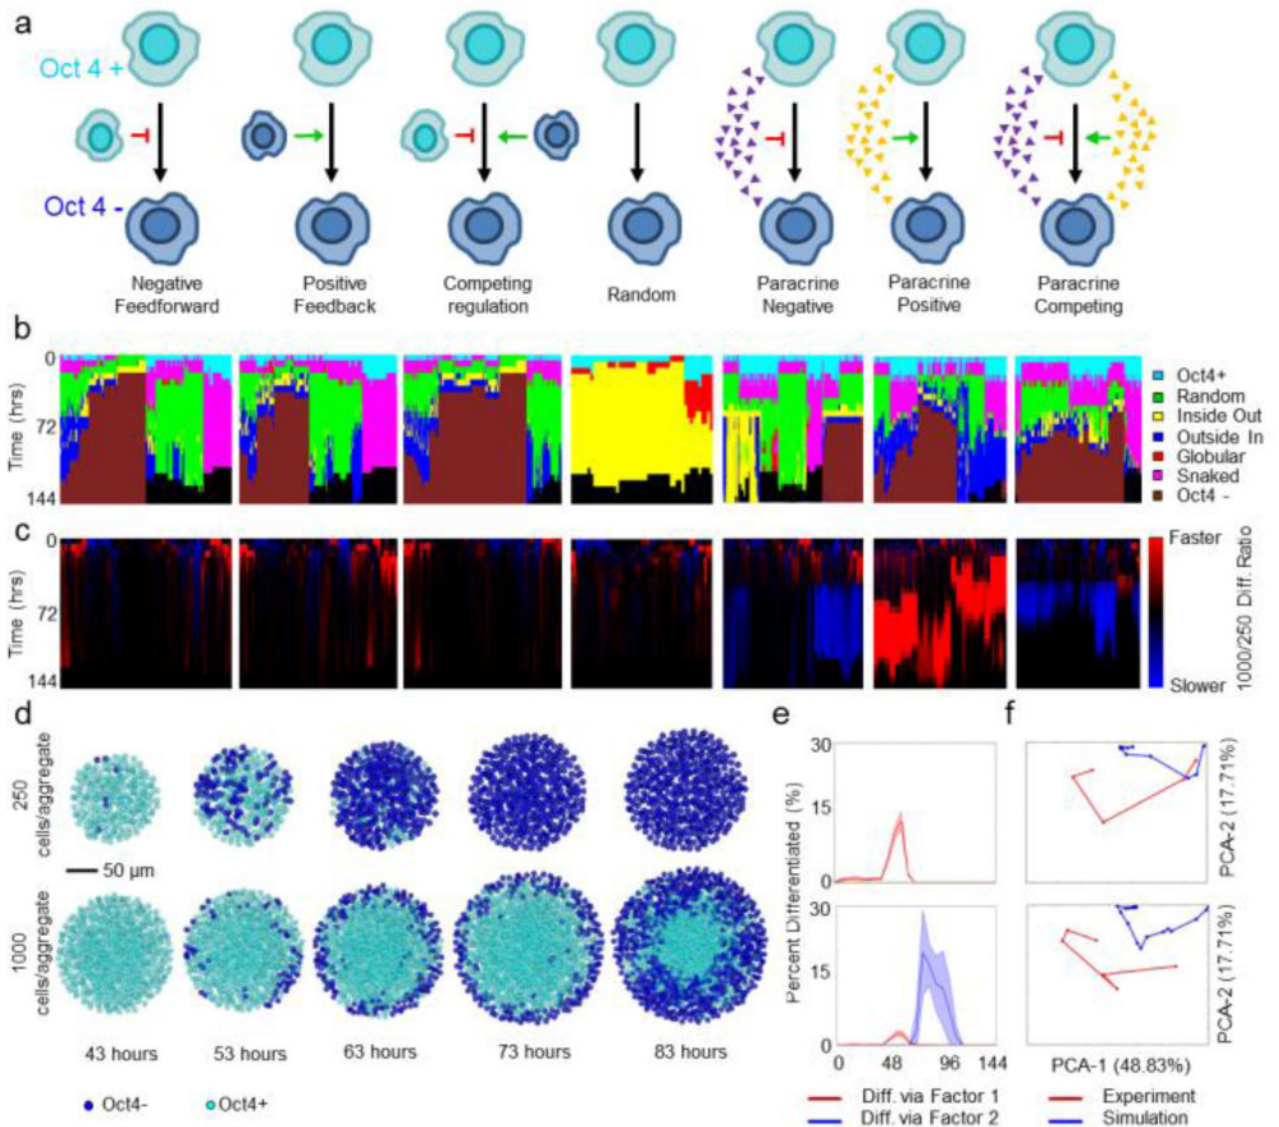 a
Oct 4 +
Oct 4 -
Negative
Feedforward
Positive
Feedback
Competing
regulation
Random
Paracrine
Negative
Paracrine
Positive
Paracrine
Competing
b
Time (hrs)
0
72
144
Oct4+
Random
Inside Out
Outside In
Globular
Snaked
Oct4 -
c
Time (hrs)
0
72
144
Faster
Slower
1000/250 Diff. Ratio
d
250
cells/aggregate
50 µm
1000
cells/aggregate
43 hours
53 hours
63 hours
73 hours
83 hours
Oct4-
Oct4+
e
Percent Differentiated (%)
30
15
0
30
15
0
0
48
96
144
Diff. via Factor 1
Diff. via Factor 2
f
PCA-2 (17.71%)
PCA-2 (17.71%)
PCA-1 (48.83%)
Experiment
Simulation